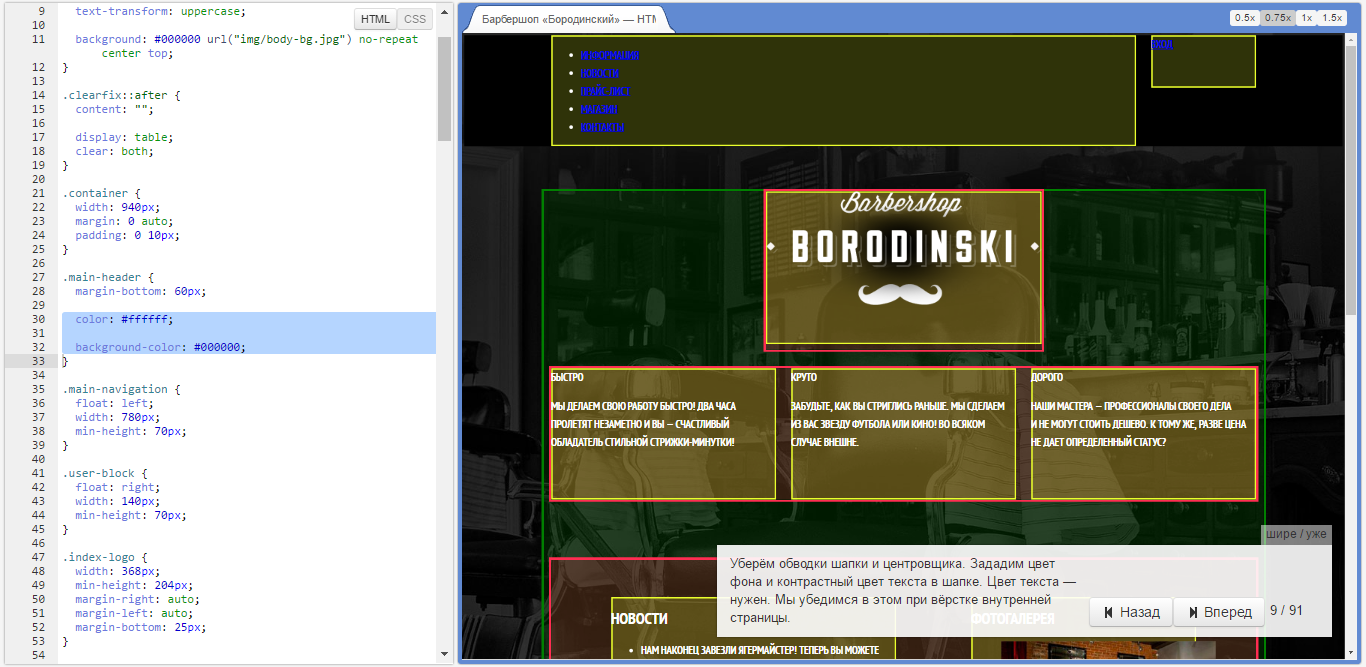 9 text-transform: uppercase;
HTML CSS
10
11 background: #000000 url("img/body-bg.jpg") no-repeat
center top;
12 }
13
14 .clearfix::after {
15 content: "";
16
17 display: table;
18 clear: both;
19 }
20
21 .container {
22 width: 940px;
23 margin: 0 auto;
24 padding: 0 10px;
25 }
26
27 .main-header {
28 margin-bottom: 60px;
29
30 color: #ffffff;
31
32 background-color: #000000;
33 }
34
35 .main-navigation {
36 float: left;
37 width: 780px;
38 min-height: 70px;
39 }
40
41 .user-block {
42 float: right;
43 width: 140px;
44 min-height: 70px;
45 }
46
47 .index-logo {
48 width: 368px;
49 min-height: 204px;
50 margin-right: auto;
51 margin-left: auto;
52 margin-bottom: 25px;
53 }
54
Барбершоп «Бородинский» — HTM
0.5x 0.75x 1x 1.5x
ИНФОРМАЦИЯ
НОВОСТИ
ПРАЙС-ЛИСТ
МАГАЗИН
КОНТАКТЫ
ВХОД
Barbershop
BORODINSKI
БЫСТРО
МЫ ДЕЛАЕМ СВОЮ РАБОТУ БЫСТРО! ДВА ЧАСА
ПРОЛЕТЯТ НЕЗАМЕТНО И ВЫ – СЧАСТЛИВЫЙ
ОБЛАДАТЕЛЬ СТИЛЬНОЙ СТРИЖКИ-МИНУТКИ!
КРУТО
ЗАБУДЬТЕ, КАК ВЫ СТРИГЛИСЬ РАНЬШЕ. МЫ СДЕЛАЕМ
ИЗ ВАС ЗВЕЗДУ ФУТБОЛА ИЛИ КИНО! ВО ВСЯКОМ
СЛУЧАЕ ВНЕШНЕ.
ДОРОГО
НАШИ МАСТЕРА – ПРОФЕССИОНАЛЫ СВОЕГО ДЕЛА
И НЕ МОГУТ СТОИТЬ ДЕШЕВО. К ТОМУ ЖЕ, РАЗВЕ ЦЕНА
НЕ ДАЕТ ОПРЕДЕЛЕННЫЙ СТАТУС?
шире / уже
Уберём обводки шапки и центровщика. Зададим цвет
фона и контрастный цвет текста в шапке. Цвет текста —
нужен. Мы убедимся в этом при вёрстке внутренней
страницы.
Назад Вперед 9 / 91
НОВОСТИ
ФОТОГАЛЕРЕЯ
НАМ НАКОНЕЦ ЗАВЕЗЛИ ЯГЕРМАЙСТЕР! ТЕПЕРЬ ВЫ МОЖЕТЕ